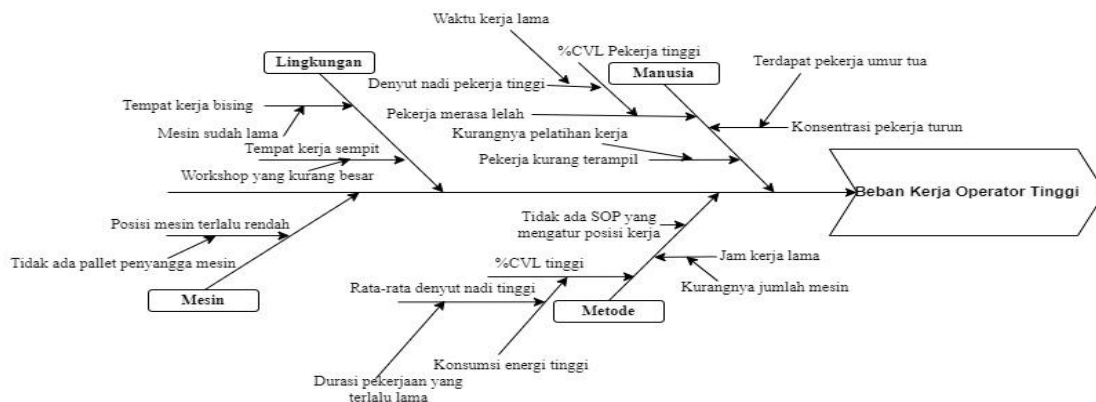 Waktu kerja lama
%CVL Pekerja tinggi
Lingkungan
Manusia
Terdapat pekerja umur tua
Denyut nadi pekerja tinggi
Tempat kerja bising
Pekerja merasa lelah
Mesin sudah lama
Kurangnya pelatihan kerja
Konsentrasi pekerja turun
Tempat kerja sempit
Pekerja kurang terampil
Workshop yang kurang besar
Beban Kerja Operator Tinggi
Posisi mesin terlalu rendah
Tidak ada SOP yang
mengatur posisi kerja
Tidak ada pallet penyangga mesin
%CVL tinggi
Jam kerja lama
Rata-rata denyut nadi tinggi
Kurangnya jumlah mesin
Mesin
Metode
Konsumsi energi tinggi
Durasi pekerjaan yang
terlalu lama